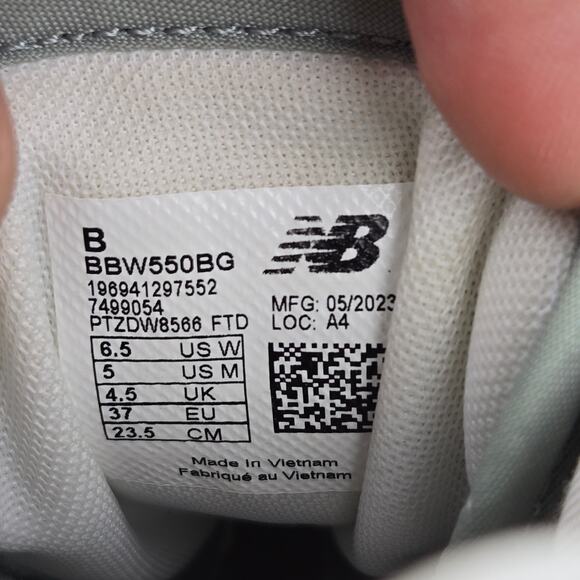 B
BBW550BG
196941297552
7499054
PTZDW8566 FTD
NB
MFG: 05/2023
LOC: A4
6.5 US W
5 US M
4.5 UK
37 EU
23.5 CM
Made in Vietnam
Fabriqué au Vietnam